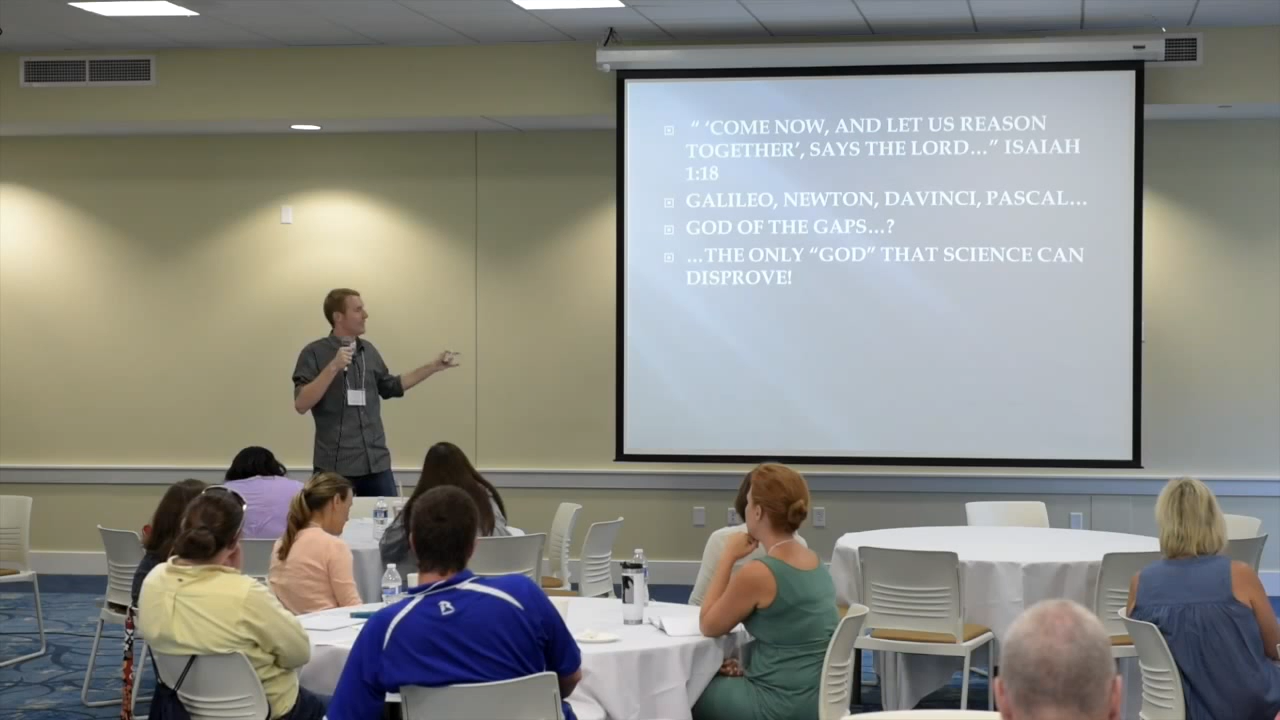 “ ‘COME NOW, AND LET US REASON
TOGETHER’, SAYS THE LORD…” ISAIAH
1:18
GALILEO, NEWTON, DAVINCI, PASCAL…
GOD OF THE GAPS…?
…THE ONLY “GOD” THAT SCIENCE CAN
DISPROVE!